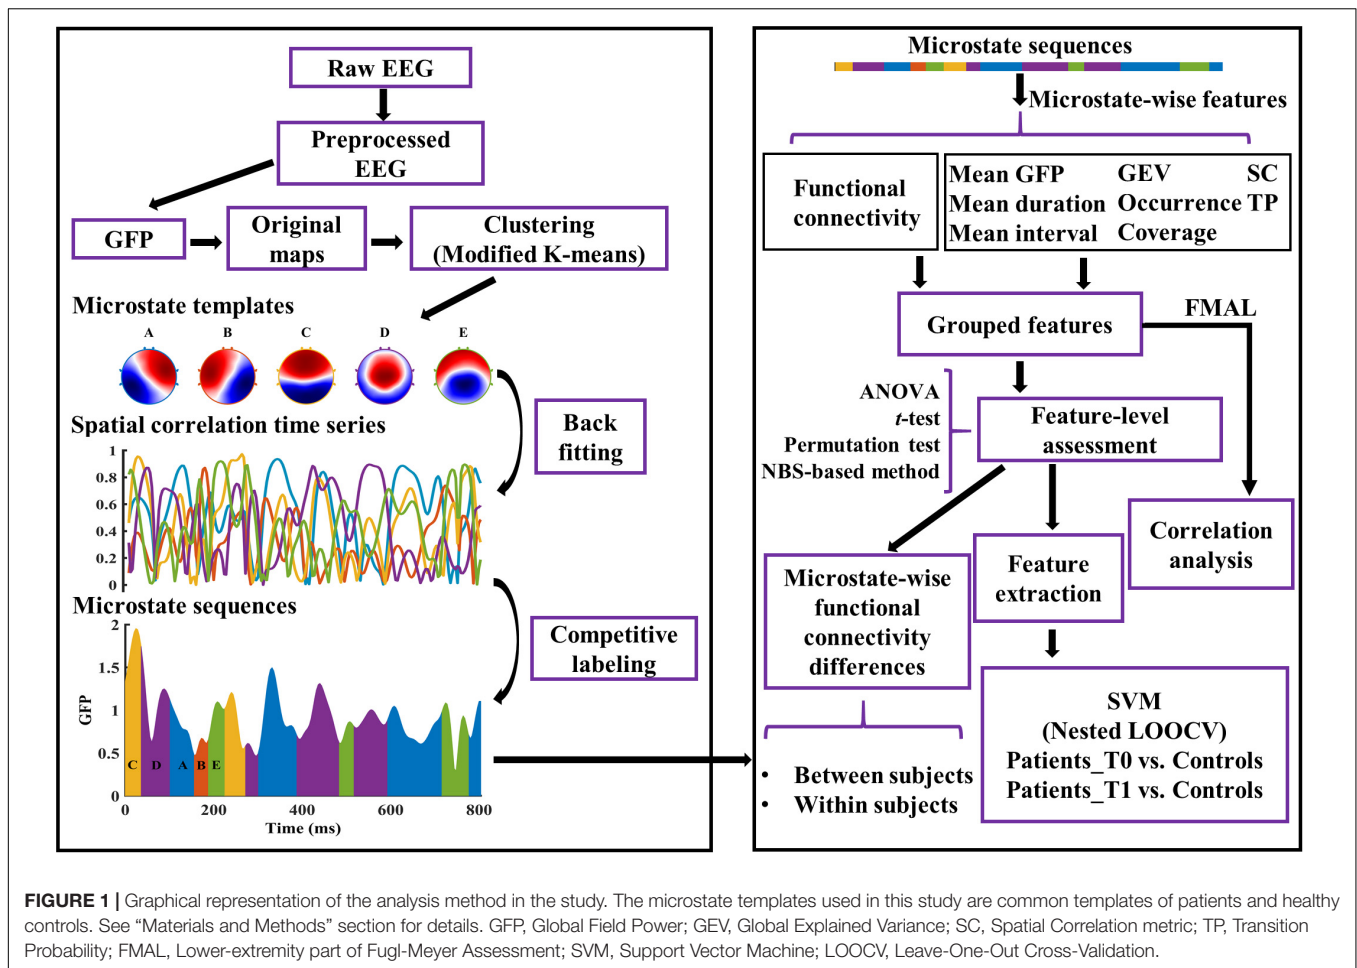 Raw EEG
Preprocessed
EEG
GFP
Original
maps
Clustering
(Modified K-means)
Microstate templates
A B C D E
Back
fitting
Spatial correlation time series
1
0.8
0.6
0.4
0.2
0
Microstate sequences
Competitive
labeling
2
1.5
1
0.5
0
GFP
C D A B E
0 200 400 600 800
Time (ms)
Microstate sequences
Microstate-wise features
Functional
connectivity
Mean GFP GEV SC
Mean duration Occurrence TP
Mean interval Coverage
Grouped features
FMAL
ANOVA
t-test
Permutation test
NBS-based method
Feature-level
assessment
Correlation
analysis
Feature
extraction
Microstate-wise
functional
connectivity
differences
• Between subjects
• Within subjects
SVM
(Nested LOOCV)
Patients_T0 vs. Controls
Patients_T1 vs. Controls
FIGURE 1 | Graphical representation of the analysis method in the study. The microstate templates used in this study are common templates of patients and healthy
controls. See “Materials and Methods” section for details. GFP, Global Field Power; GEV, Global Explained Variance; SC, Spatial Correlation metric; TP, Transition
Probability; FMAL, Lower-extremity part of Fugl-Meyer Assessment; SVM, Support Vector Machine; LOOCV, Leave-One-Out Cross-Validation.